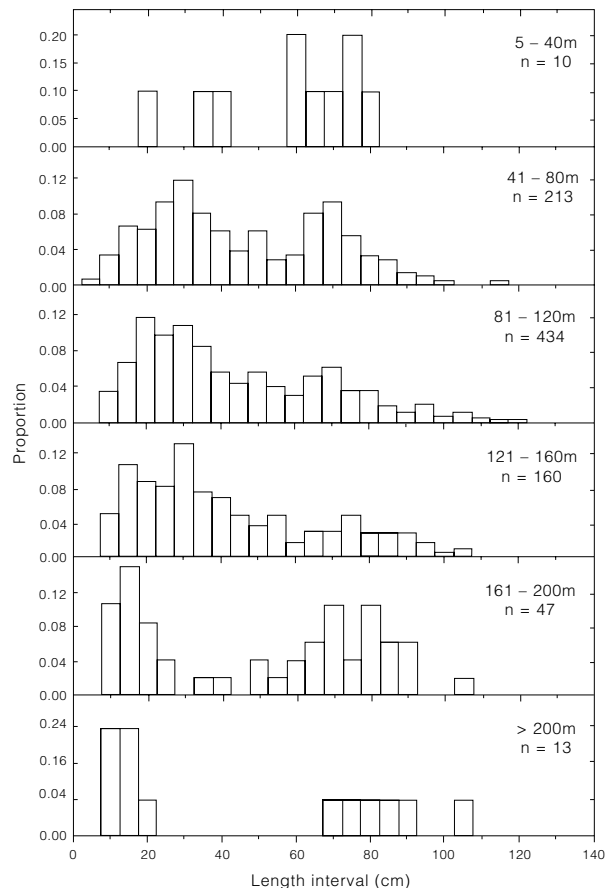 0.20
5 – 40m
0.15
n = 10
0.10
0.05
0.00
0.12
41 – 80m
n = 213
0.08
0.04
0.00
0.12
81 – 120m
n = 434
0.08
0.04
0.00
0.12
121 – 160m
n = 160
0.08
0.04
0.00
0.12
161 – 200m
n = 47
0.08
0.04
0.00
0.24
> 200m
n = 13
0.16
0.04
0.00
Proportion
0 20 40 60 80 100 120 140
Length interval (cm)